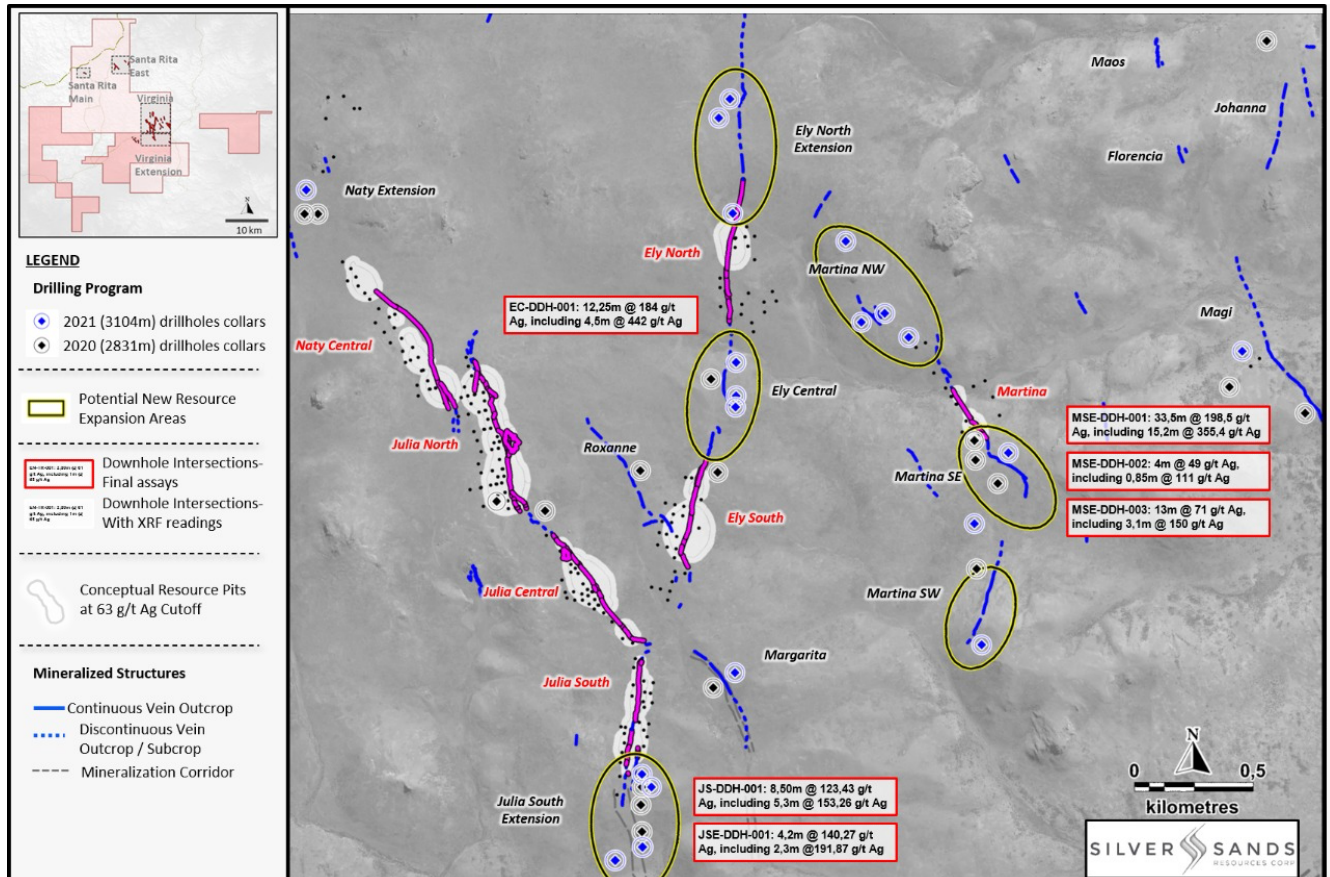 Santa Rita
East
Santa Rita
Main
Virginia
Virginia
Extension
N
10 km
LEGEND
Drilling Program
2021 (3104m) drillholes collars
2020 (2831m) drillholes collars
Potential New Resource
Expansion Areas
Downhole Intersections-
Final assays
Downhole Intersections-
With XRF readings
Conceptual Resource Pits
at 63 g/t Ag Cutoff
Mineralized Structures
Continuous Vein Outcrop
Discontinuous Vein
Outcrop / Subcrop
Mineralization Corridor
Maos
Johanna
Florencia
Ely North
Extension
Naty Extension
Ely North
Martina NW
EC-DDH-001: 12,25m @ 184 g/t
Ag, including 4,5m @ 442 g/t Ag
Magi
Naty Central
Ely Central
Martina
MSE-DDH-001: 33,5m @ 198,5 g/t
Ag, including 15,2m @ 355,4 g/t Ag
Julia North
Roxanne
Martina SE
MSE-DDH-002: 4m @ 49 g/t Ag,
including 0,85m @ 111 g/t Ag
MSE-DDH-003: 13m @ 71 g/t Ag,
including 3,1m @ 150 g/t Ag
Ely South
Julia Central
Martina SW
Margarita
Julia South
N
0 0,5
kilometres
Julia South
Extension
JS-DDH-001: 8,50m @ 123,43 g/t
Ag, including 5,3m @ 153,26 g/t Ag
JSE-DDH-001: 4,2m @ 140,27 g/t
Ag, including 2,3m @191,87 g/t Ag
SILVER SANDS
RESOURCES CORP